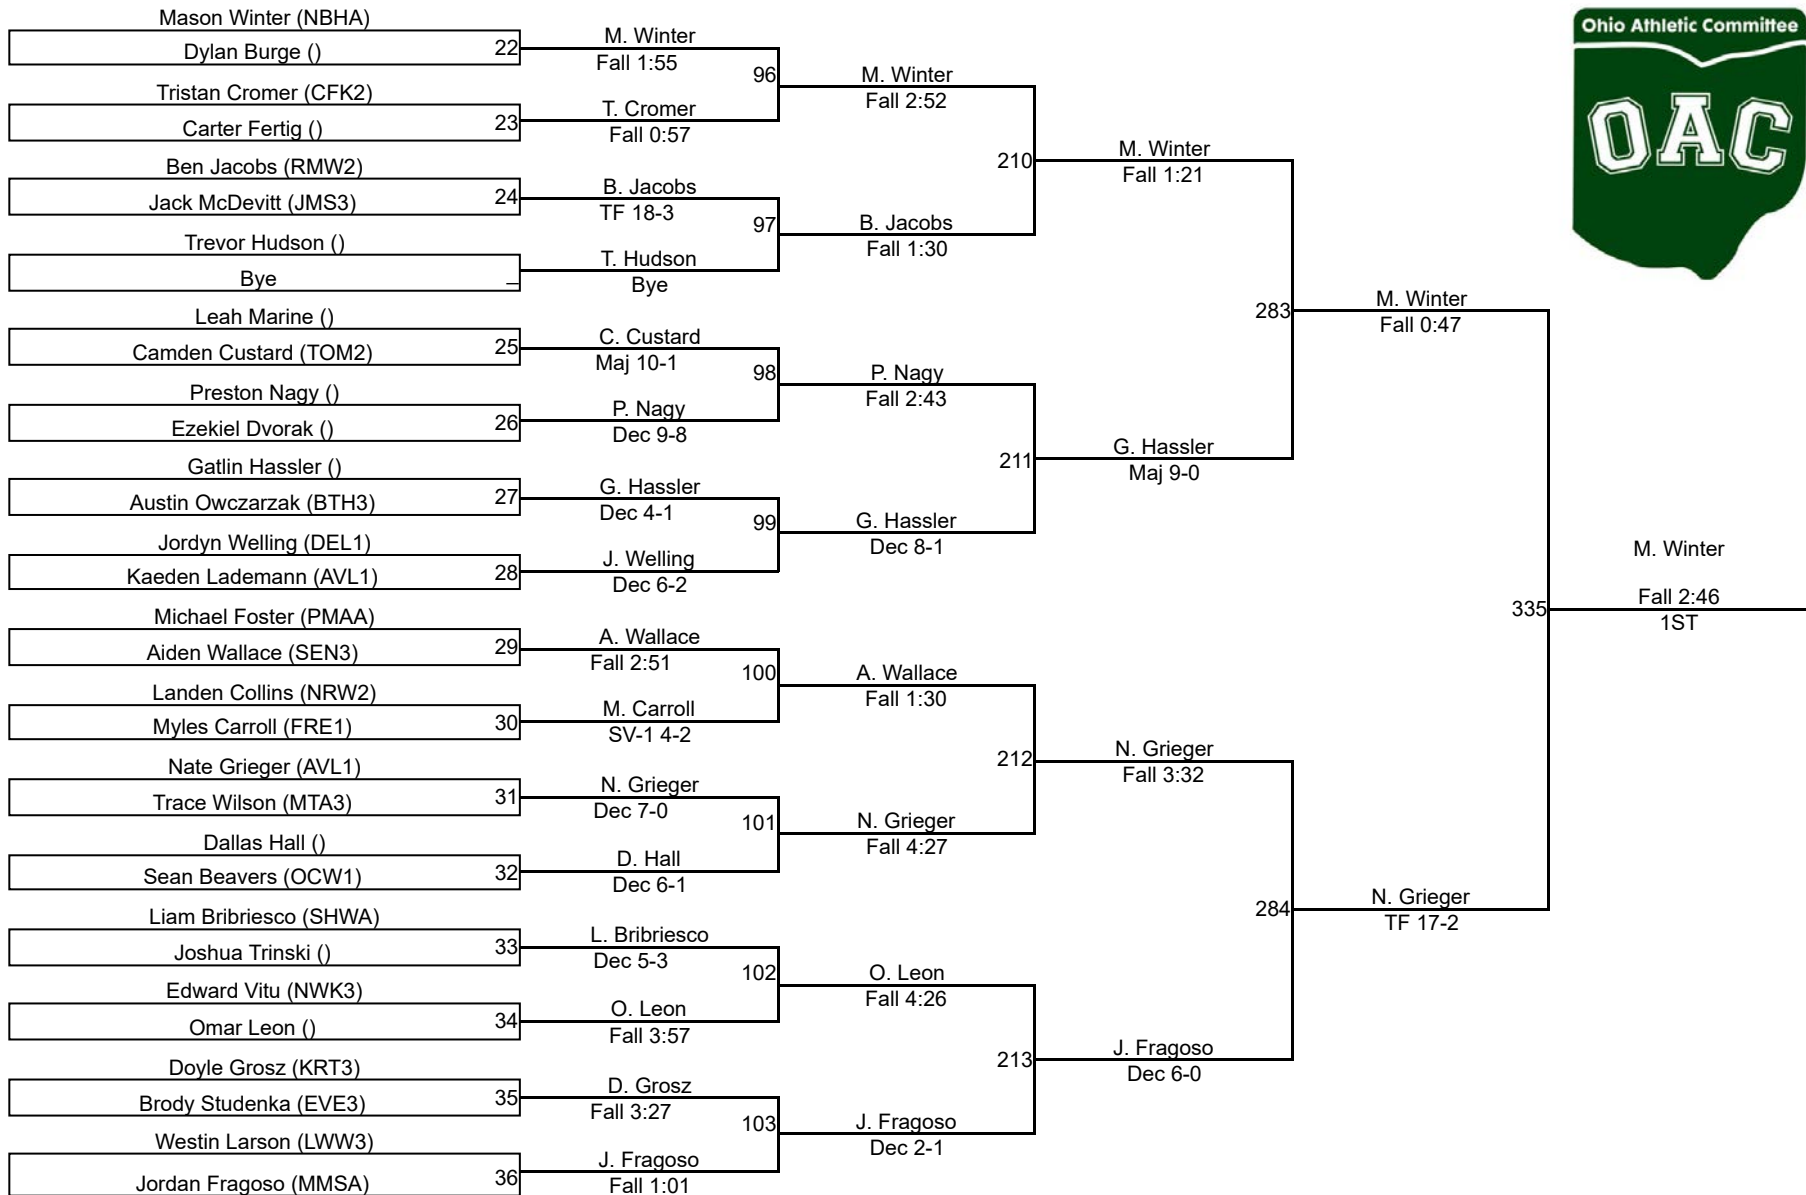 Mason Winter (NBHA)
Dylan Burge ()
22
Tristan Cromer (CFK2)
Carter Fertig ()
23
Ben Jacobs (RMW2)
Jack McDevitt (JMS3)
24
Trevor Hudson ()
Bye
_
Leah Marine ()
Camden Custard (TOM2)
25
Preston Nagy ()
Ezekiel Dvorak ()
26
Gatlin Hassler ()
Austin Owczarzak (BTH3)
27
Jordyn Welling (DEL1)
Kaeden Lademann (AVL1)
28
Michael Foster (PMAA)
Aiden Wallace (SEN3)
29
Landen Collins (NRW2)
Myles Carroll (FRE1)
30
Nate Grieger (AVL1)
Trace Wilson (MTA3)
31
Dallas Hall ()
Sean Beavers (OCW1)
32
Liam Bribriesco (SHWA)
Joshua Trinski ()
33
Edward Vitu (NWK3)
Omar Leon ()
34
Doyle Grosz (KRT3)
Brody Studenka (EVE3)
35
Westin Larson (LWW3)
Jordan Fragoso (MMSA)
36
M. Winter
Fall 1:55
96
T. Cromer
Fall 0:57
B. Jacobs
TF 18-3
97
T. Hudson
Bye
C. Custard
Maj 10-1
98
P. Nagy
Dec 9-8
G. Hassler
Dec 4-1
99
J. Welling
Dec 6-2
A. Wallace
Fall 2:51
100
M. Carroll
SV-1 4-2
N. Grieger
Dec 7-0
101
D. Hall
Dec 6-1
L. Bribriesco
Dec 5-3
102
O. Leon
Fall 3:57
D. Grosz
Fall 3:27
103
J. Fragoso
Fall 1:01
M. Winter
Fall 2:52
210
B. Jacobs
Fall 1:30
P. Nagy
Fall 2:43
211
G. Hassler
Dec 8-1
A. Wallace
Fall 1:30
212
N. Grieger
Fall 4:27
O. Leon
Fall 4:26
213
J. Fragoso
Dec 2-1
M. Winter
Fall 1:21
283
G. Hassler
Maj 9-0
N. Grieger
Fall 3:32
284
J. Fragoso
Dec 6-0
M. Winter
Fall 0:47
335
N. Grieger
TF 17-2
M. Winter
Fall 2:46
1ST
Ohio Athletic Committee
OAC